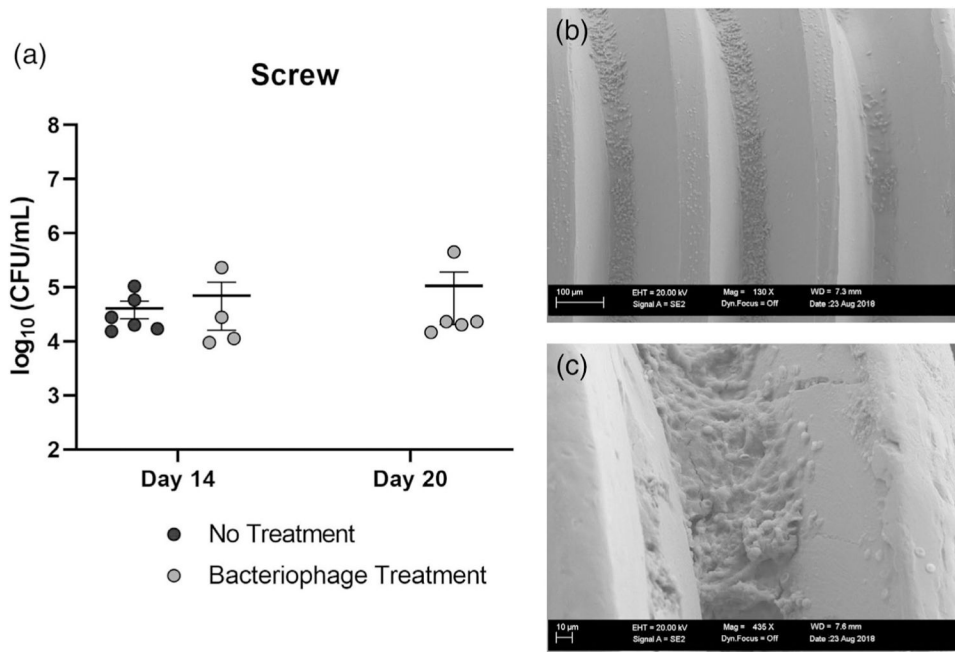 (a)
Screw
log₁₀ (CFU/mL)
8
7
6
5
4
3
2
Day 14
Day 20
No Treatment
Bacteriophage Treatment
(b)
100 µm
EHT = 20.00 kV
Signal A = SE2
Mag = 130 X
Dyn.Focus = Off
WD = 7.3 mm
Date :23 Aug 2018
(c)
10 µm
EHT = 20.00 kV
Signal A = SE2
Mag = 435 X
Dyn.Focus = Off
WD = 7.6 mm
Date :23 Aug 2018